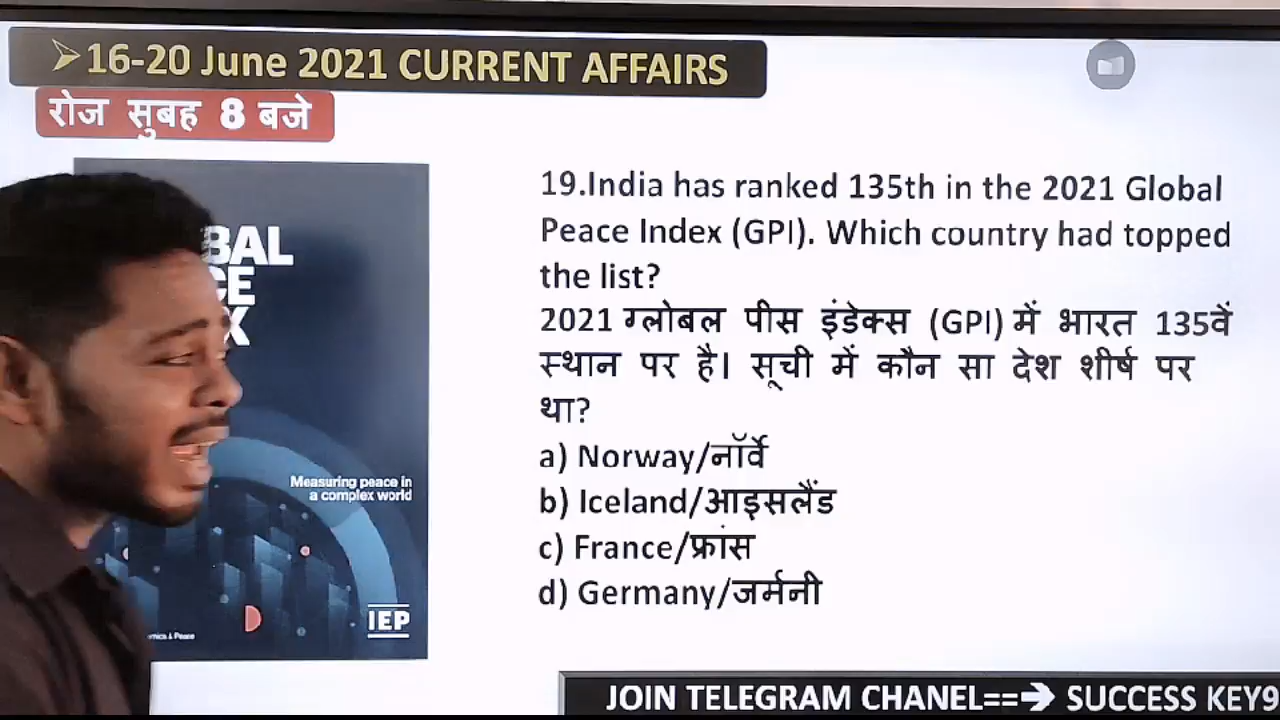 ➢16-20 June 2021 CURRENT AFFAIRS
रोज सुबह 8 बजे
BAL
CE
X
Measuring peace in
a complex world
IEP
19.India has ranked 135th in the 2021 Global
Peace Index (GPI). Which country had topped
the list?
2021 ग्लोबल पीस इंडेक्स (GPI) में भारत 135वें
स्थान पर है। सूची में कौन सा देश शीर्ष पर
था?
a) Norway/नॉर्वे
b) Iceland/आइसलैंड
c) France/फ्रांस
d) Germany/जर्मनी
JOIN TELEGRAM CHANEL==➔ SUCCESS KEY9